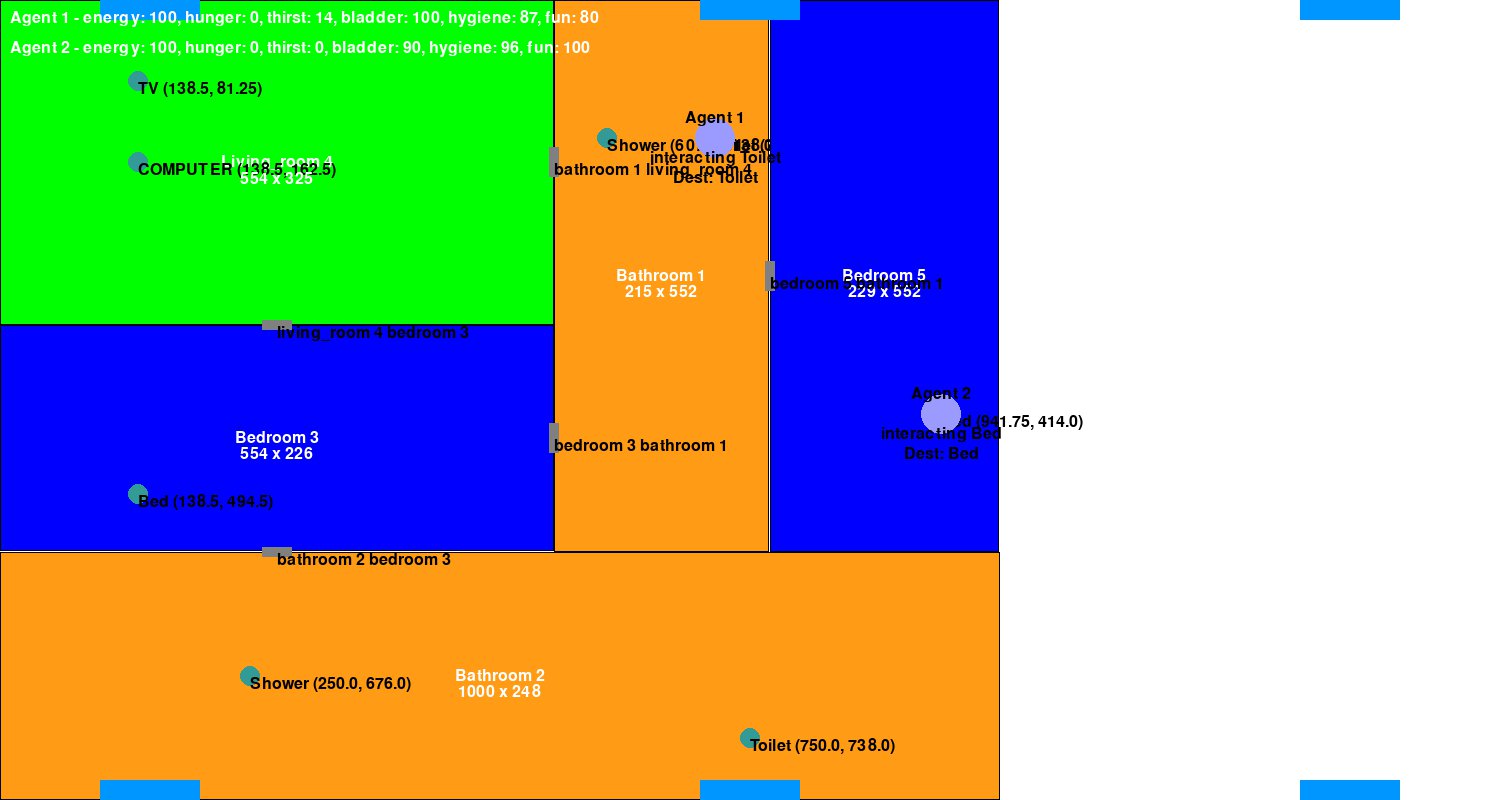 Agent 1 - energy: 100, hunger: 0, thirst: 14, bladder: 100, hygiene: 87, fun: 80
Agent 2 - energy: 100, hunger: 0, thirst: 0, bladder: 90, hygiene: 96, fun: 100
TV (138.5, 81.25)
Agent 1
Shower (60
interacting Toilet
Living_room 4
COMPUTER (138.5, 162.5)
bathroom 1 living_room 4
554 x 325
Dest: Toilet
Bathroom 1
215 x 552
Bedroom 5
bedroom 5 bathroom 1
229 x 552
living_room 4 bedroom 3
Agent 2
(941.75, 414.0)
interacting Bed
Dest: Bed
Bedroom 3
554 x 226
bedroom 3 bathroom 1
Bed (138.5, 494.5)
bathroom 2 bedroom 3
Bathroom 2
1000 x 248
Shower (250.0, 676.0)
Toilet (750.0, 738.0)